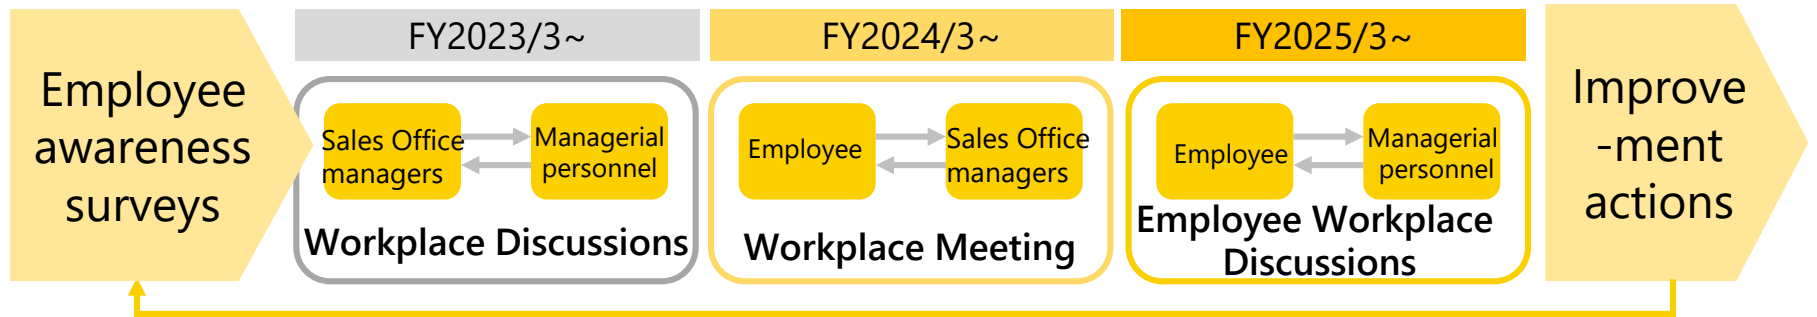 Employee
awareness
surveys
FY2023/3~
Sales Office
managers
Managerial
personnel
Workplace Discussions
FY2024/3~
Employee
Sales Office
managers
Workplace Meeting
FY2025/3~
Employee
Managerial
personnel
Employee Workplace
Discussions
Improve
-ment
actions